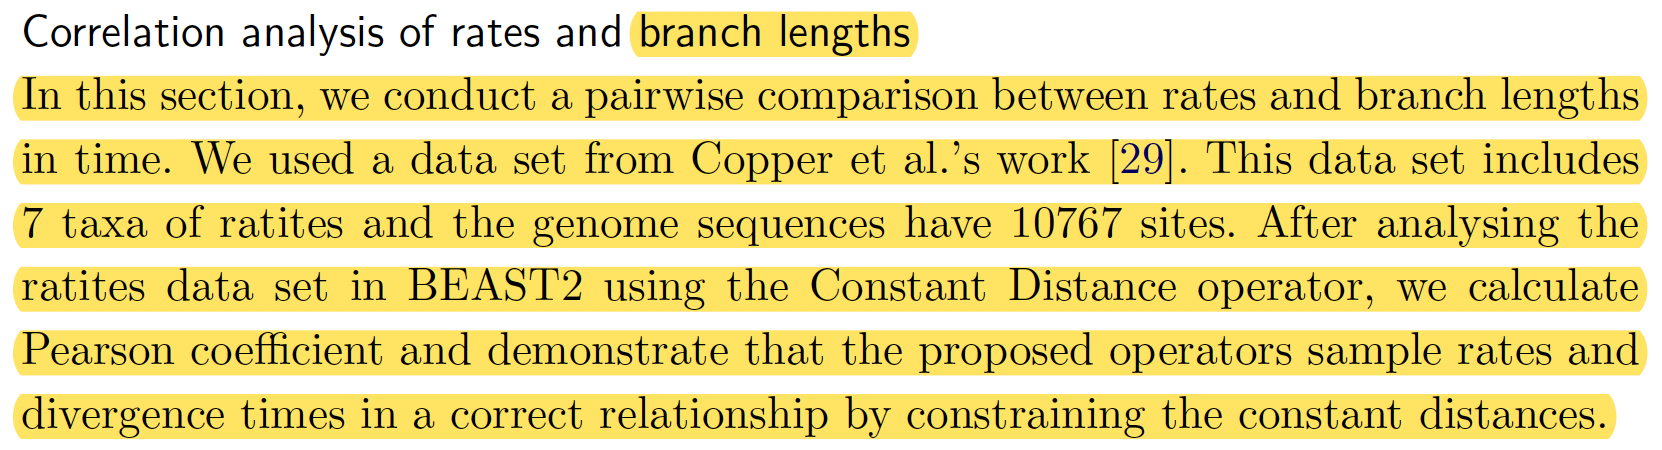 Correlation analysis of rates and branch lengths
In this section, we conduct a pairwise comparison between rates and branch lengths
in time. We used a data set from Copper et al.'s work [29]. This data set includes
7 taxa of ratites and the genome sequences have 10767 sites. After analysing the
ratites data set in BEAST2 using the Constant Distance operator, we calculate
Pearson coefficient and demonstrate that the proposed operators sample rates and
divergence times in a correct relationship by constraining the constant distances.